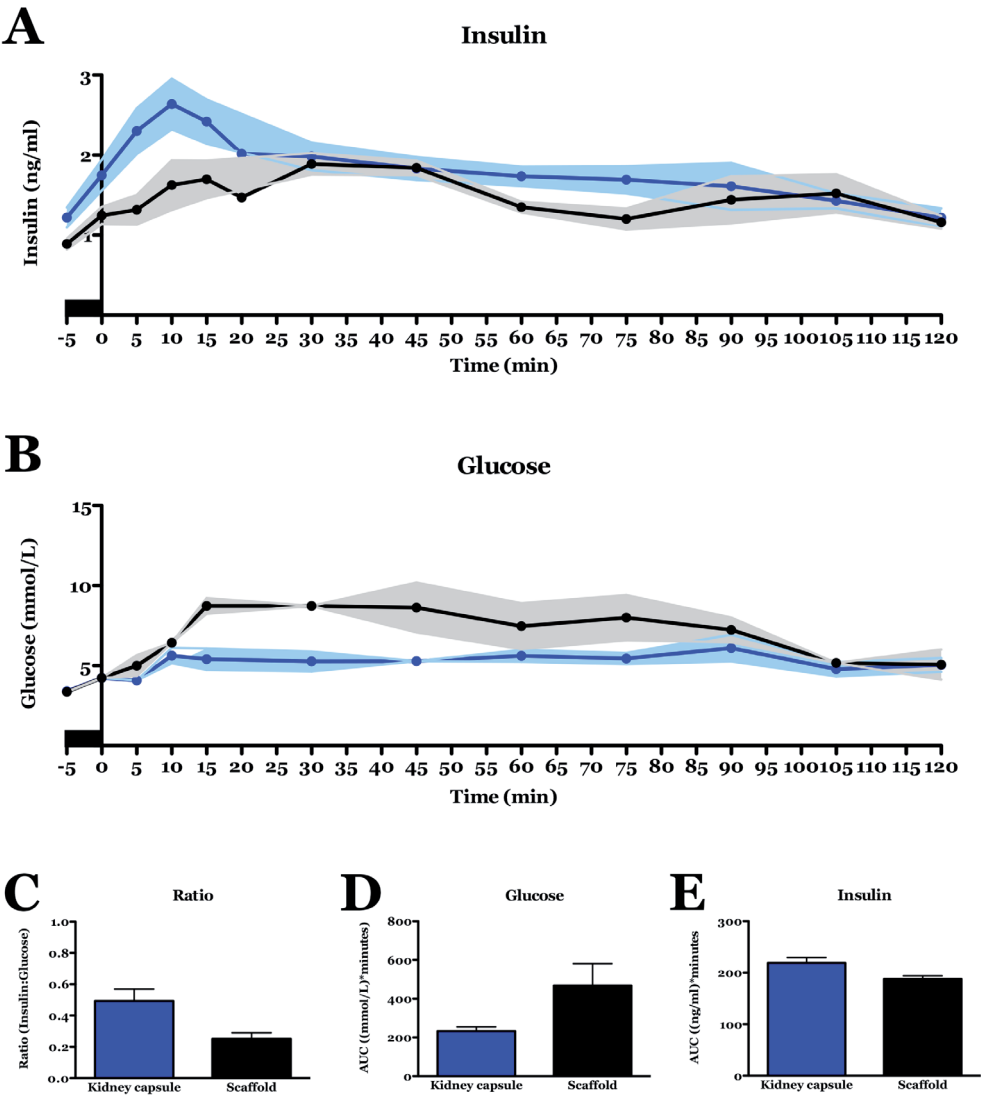 A
Insulin
Insulin (ng/ml)
3
2
1
-5 0 5 10 15 20 25 30 35 40 45 50 55 60 65 70 75 80 85 90 95 100 105 110 115 120
Time (min)
B
Glucose
Glucose (mmol/L)
15
10
5
-5 0 5 10 15 20 25 30 35 40 45 50 55 60 65 70 75 80 85 90 95 100 105 110 115 120
Time (min)
C
Ratio
Ratio (Insulin:Glucose)
1.0
0.8
0.6
0.4
0.2
0.0
Kidney capsule Scaffold
D
Glucose
AUC ((mmol/L)*minutes)
800
600
400
200
0
Kidney capsule Scaffold
E
Insulin
AUC ((ng/ml)*minutes
300
200
100
0
Kidney capsule Scaffold